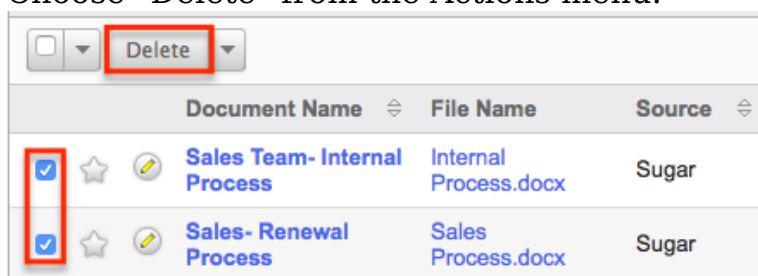 Choose "Delete" from the Actions menu.
Delete
Document Name File Name Source
Sales Team- Internal Process Internal Process.docx Sugar
Sales- Renewal Process Sales Process.docx Sugar